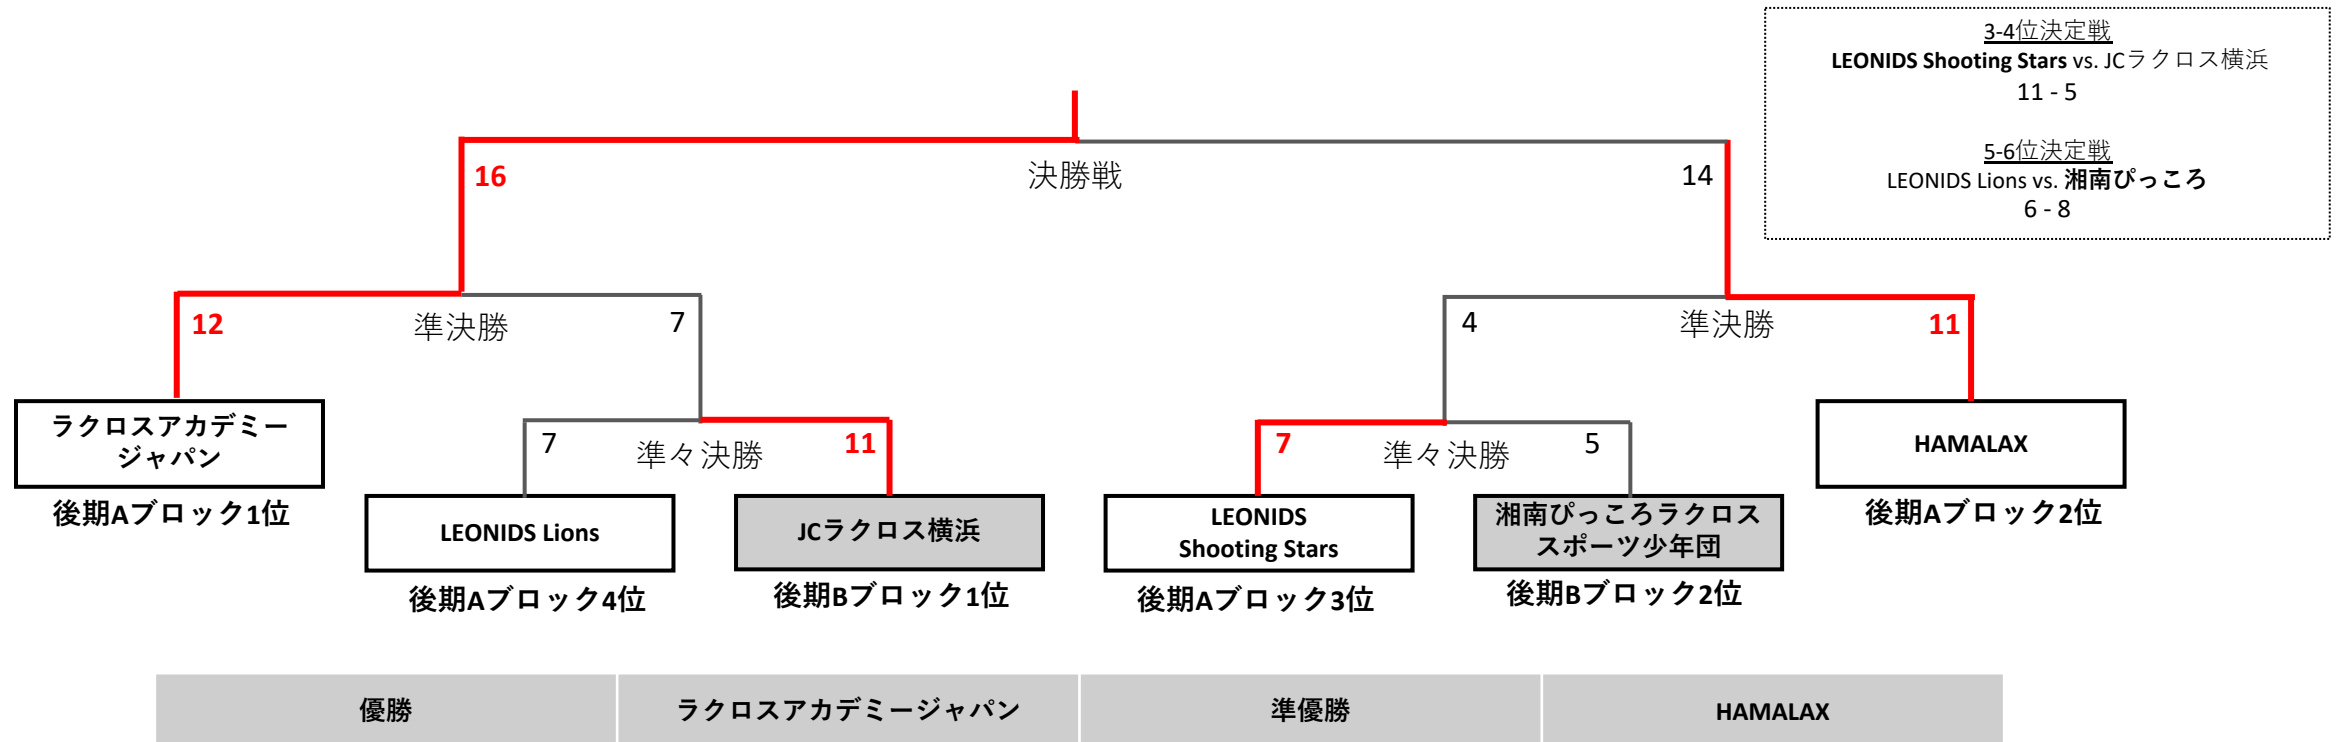 3-4位決定戦
LEONIDS Shooting Stars vs. JCラクロス横浜
11 - 5
5-6位決定戦
LEONIDS Lions vs. 湘南ぴっころ
6 - 8
16
決勝戦
14
12
準決勝
7
4
準決勝
11
ラクロスアカデミー
ジャパン
後期Aブロック1位
7
準々決勝
11
LEONIDS Lions
後期Aブロック4位
JCラクロス横浜
後期Bブロック1位
7
準々決勝
5
LEONIDS
Shooting Stars
後期Aブロック3位
湘南ぴっころラクロス
スポーツ少年団
後期Bブロック2位
HAMALAX
後期Aブロック2位
優勝
ラクロスアカデミージャパン
準優勝
HAMALAX